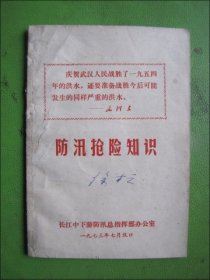 庆贺武汉人民战胜了一九五四
年的洪水，还要准备战胜今后可能
发生的同样严重的洪水。
——毛泽东
防汛抢险知识
长江中下游防汛总指挥部办公室
一九七三年七月